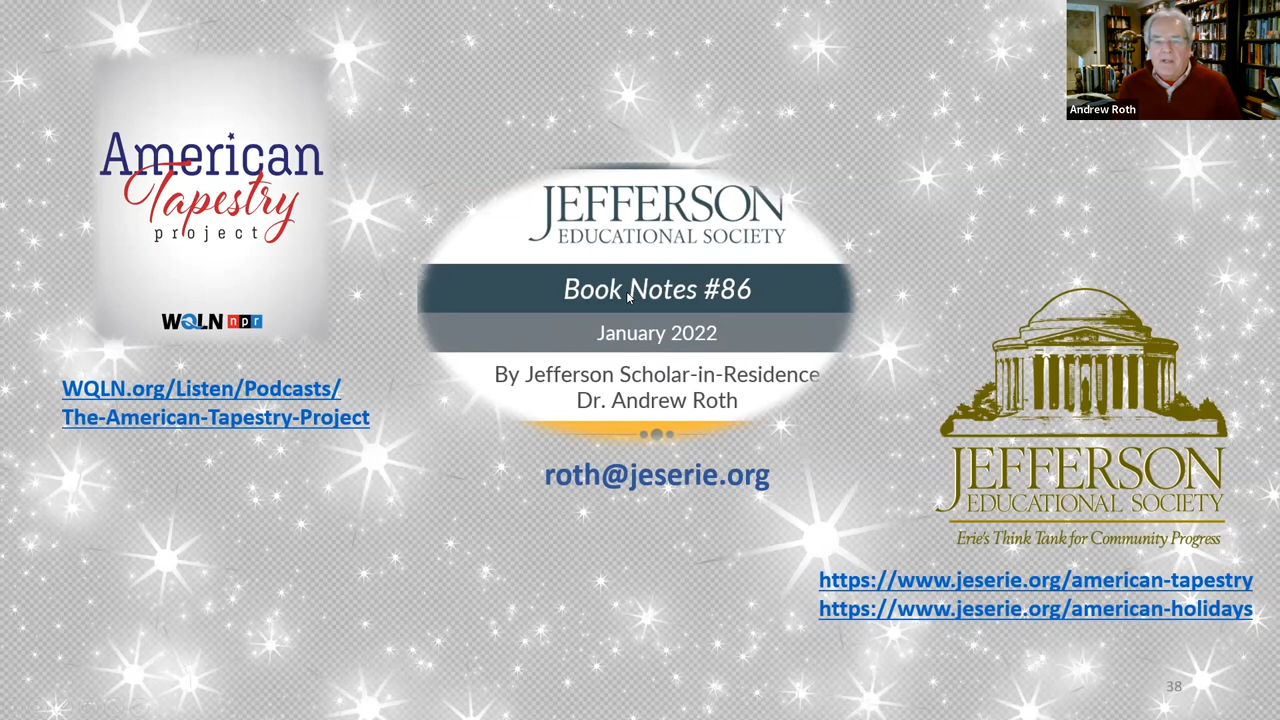 Andrew Roth
American
Tapestry
project
WQLN npr
WQLN.org/Listen/Podcasts/
The-American-Tapestry-Project
JEFFERSON
EDUCATIONAL SOCIETY
Book Notes #86
January 2022
By Jefferson Scholar-in-Residence
Dr. Andrew Roth
roth@jeserie.org
JEFFERSON
EDUCATIONAL SOCIETY
Erie's Think Tank for Community Progress
https://www.jeserie.org/american-tapestry
https://www.jeserie.org/american-holidays
38